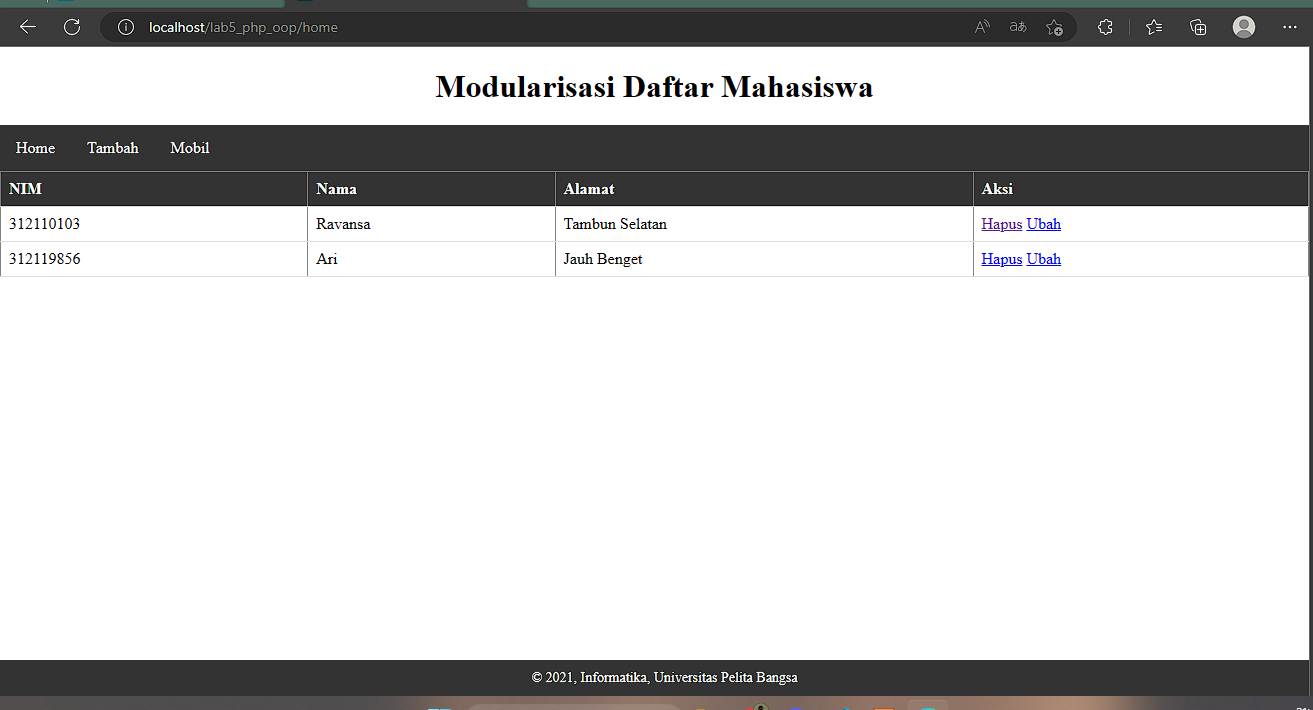 localhost/lab5_php_oop/home
Modularisasi Daftar Mahasiswa
Home Tambah Mobil
NIM Nama Alamat Aksi
312110103 Ravansa Tambun Selatan Hapus Ubah
312119856 Ari Jauh Benget Hapus Ubah
© 2021, Informatika, Universitas Pelita Bangsa